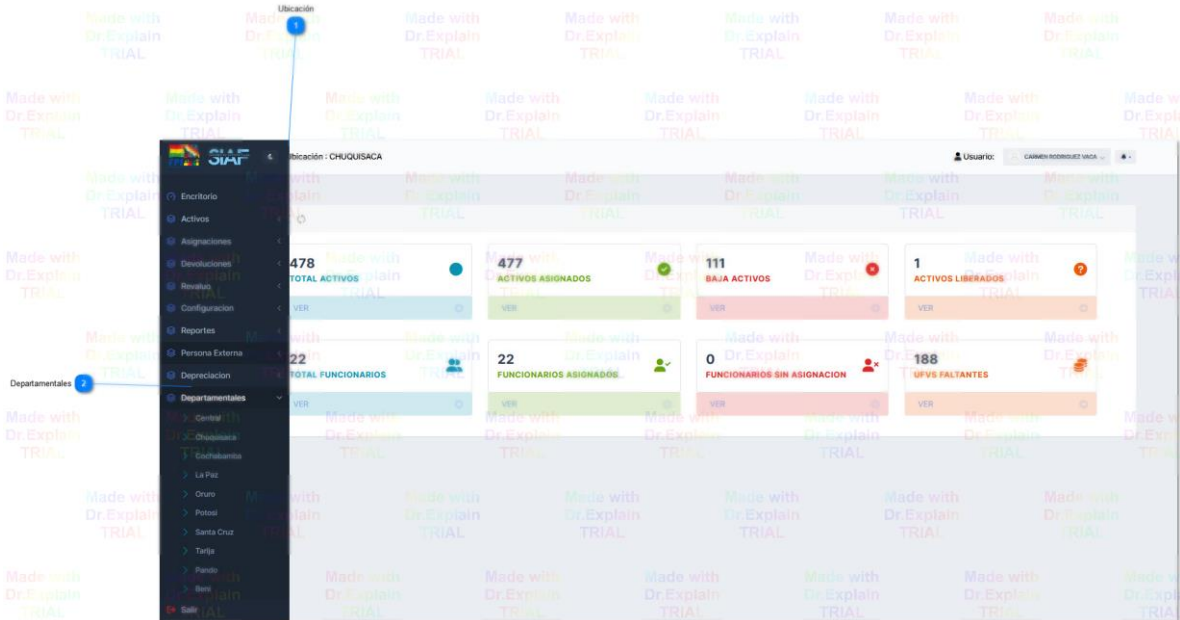 Ubicación
1
SIAF
Ubicación : CHUQUISACA
Usuario:
CARMEN RODRIGUEZ VACA
Encritorio
Activos
Asignaciones
Devoluciones
Revaluo
Configuracion
Reportes
Persona Externa
Depreciacion
Departamentales
Central
Chuquisaca
Cochabamba
La Paz
Oruro
Potosi
Santa Cruz
Tarija
Pando
Beni
Salir
Departamentales 2
478
TOTAL ACTIVOS
VER
477
ACTIVOS ASIGNADOS
VER
111
BAJA ACTIVOS
VER
1
ACTIVOS LIBERADOS
VER
22
TOTAL FUNCIONARIOS
VER
22
FUNCIONARIOS ASIGNADOS
VER
0
FUNCIONARIOS SIN ASIGNACION
VER
188
UFVS FALTANTES
VER
Made with
Dr.Explain
TRIAL